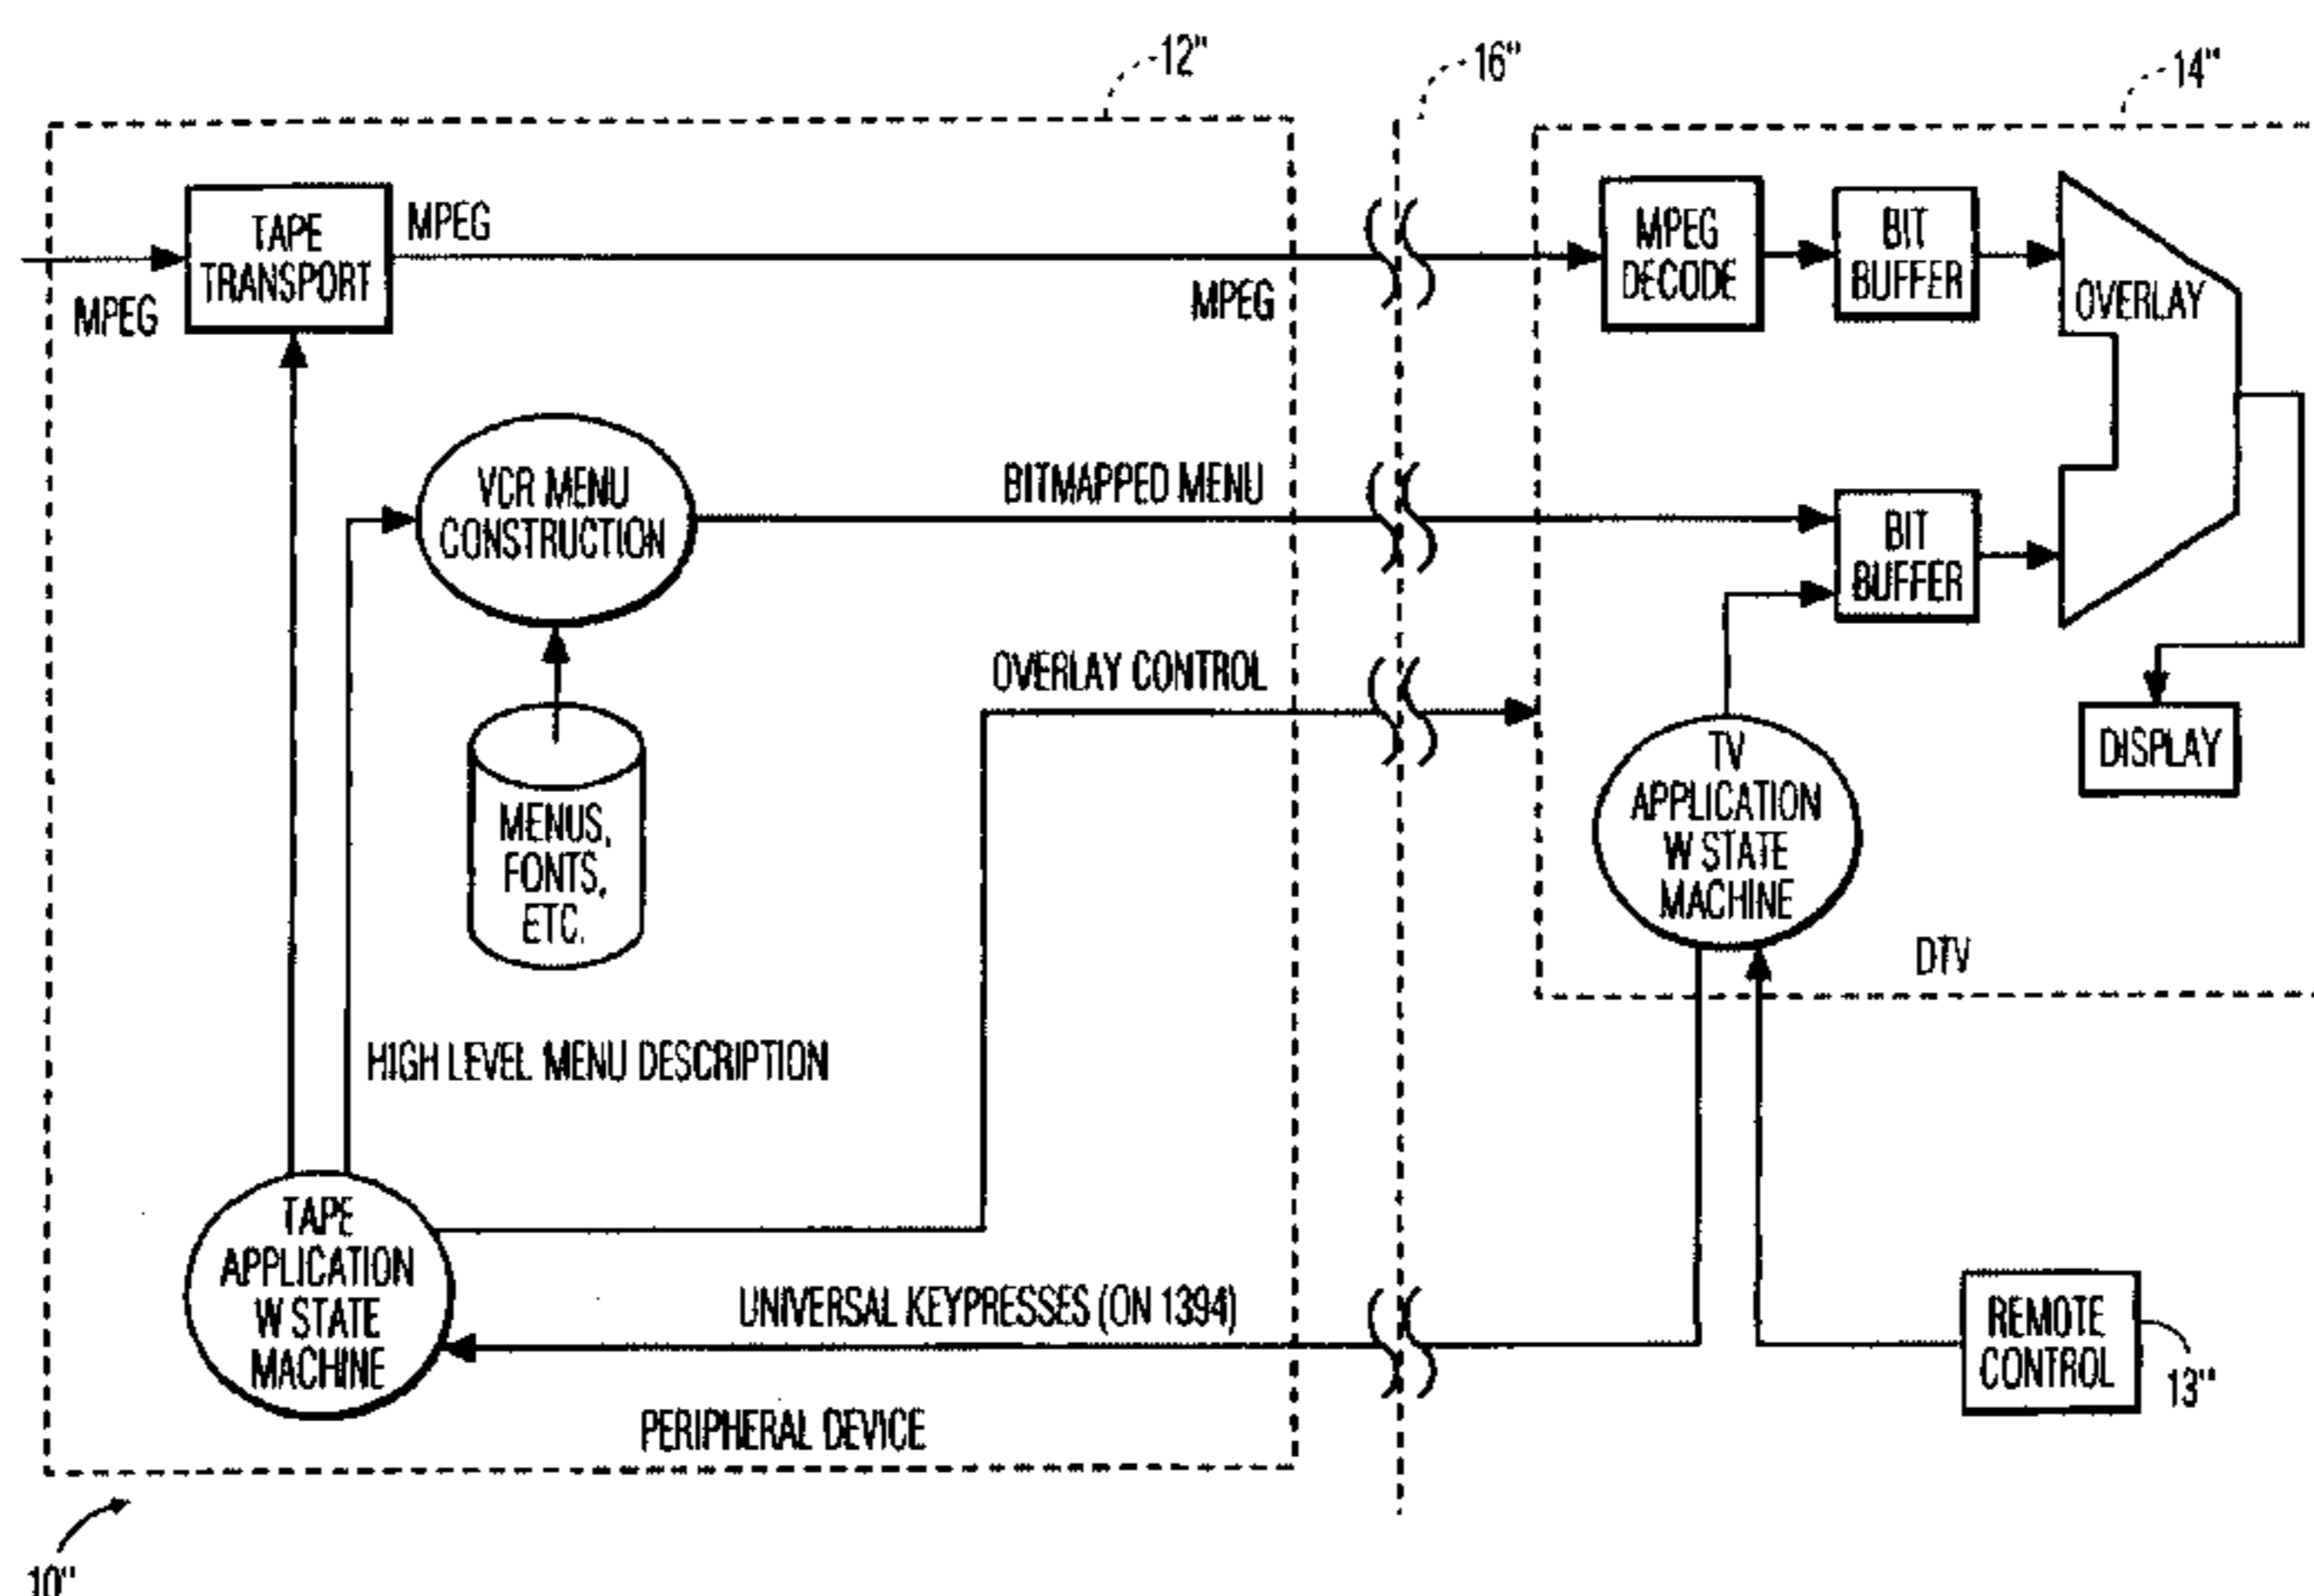 12"
16"
14"
TAPE
TRANSPORT
MPEG
MPEG
MPEG
MPEG
DECODE
BIT
BUFFER
OVERLAY
VCR MENU
CONSTRUCTION
BITMAPPED MENU
BIT
BUFFER
OVERLAY CONTROL
MENUS,
FONTS,
ETC.
TV
APPLICATION
W STATE
MACHINE
DISPLAY
DTV
HIGH LEVEL MENU DESCRIPTION
TAPE
APPLICATION
W STATE
MACHINE
UNIVERSAL KEYPRESSES (ON 1394)
REMOTE
CONTROL
13"
PERIPHERAL DEVICE
10"